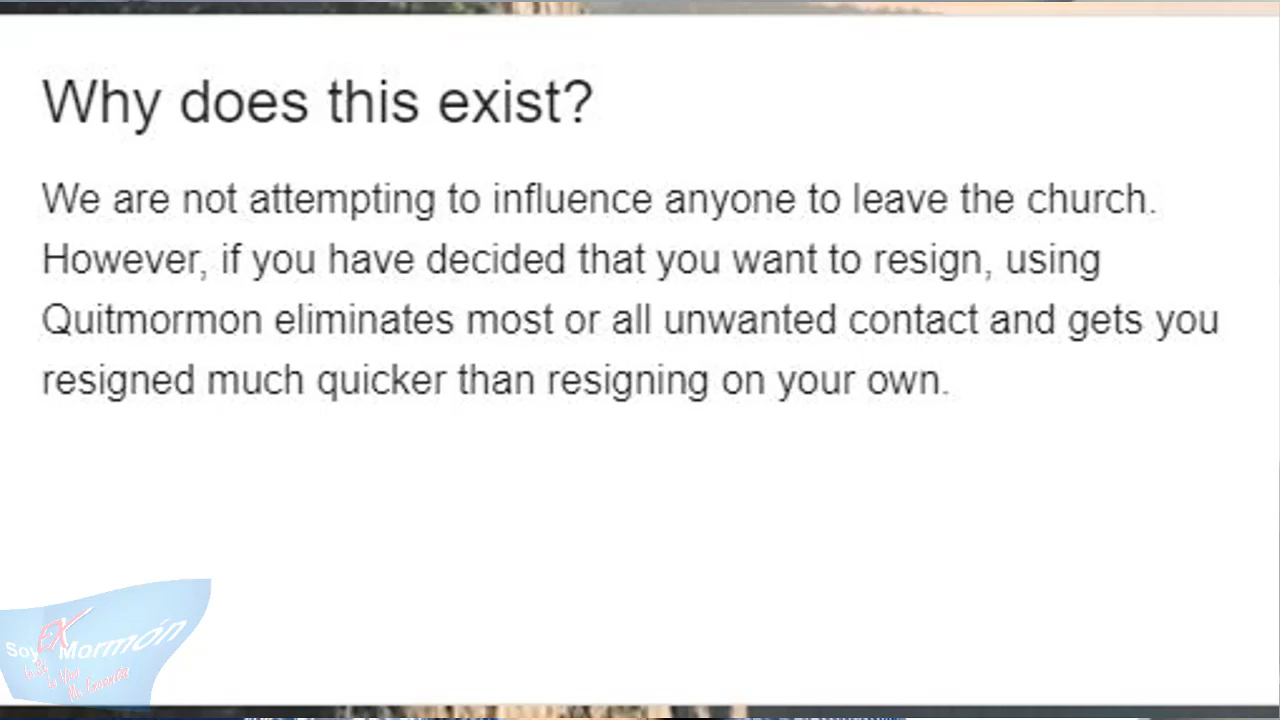 Why does this exist?
We are not attempting to influence anyone to leave the church.
However, if you have decided that you want to resign, using
Quitmormon eliminates most or all unwanted contact and gets you
resigned much quicker than resigning on your own.
Soy EX Mormón